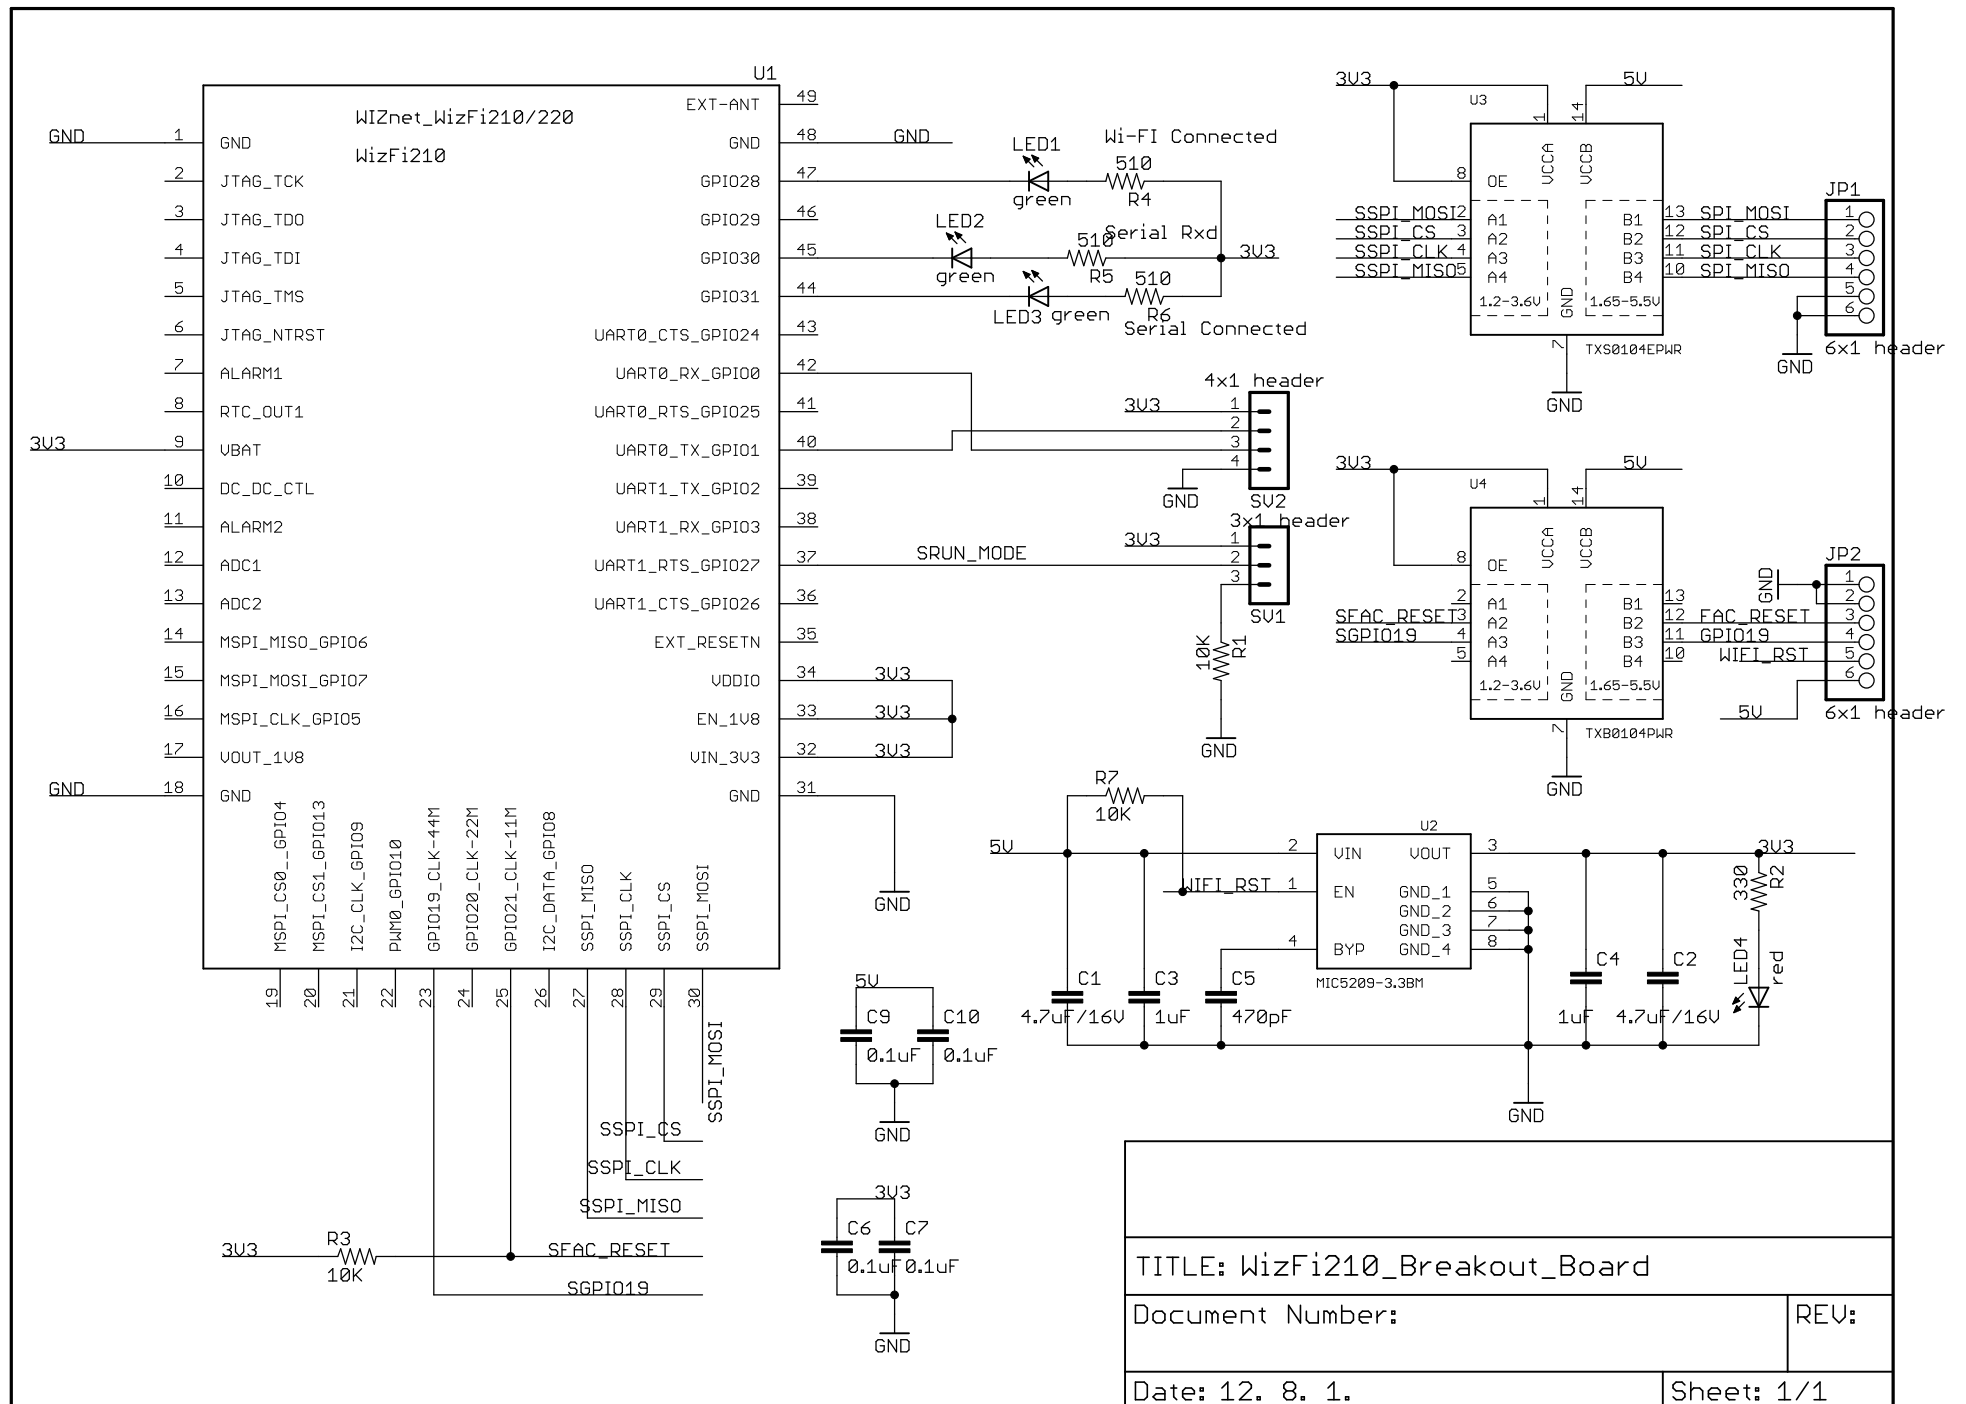 U1
WIZnet_WizFi210/220
WizFi210
GND
1
GND
2
JTAG_TCK
3
JTAG_TDO
4
JTAG_TDI
5
JTAG_TMS
6
JTAG_NTRST
7
ALARM1
8
RTC_OUT1
3V3
9
VBAT
10
DC_DC_CTL
11
ALARM2
12
ADC1
13
ADC2
14
MSPI_MISO_GPIO6
15
MSPI_MOSI_GPIO7
16
MSPI_CLK_GPIO5
17
VOUT_1V8
GND
18
GND
EXT-ANT
49
GND
48
GND
GPIO28
47
GPIO29
46
GPIO30
45
GPIO31
44
UART0_CTS_GPIO24
43
UART0_RX_GPIO0
42
UART0_RTS_GPIO25
41
UART0_TX_GPIO1
40
UART1_TX_GPIO2
39
UART1_RX_GPIO3
38
UART1_RTS_GPIO27
37
SRUN_MODE
UART1_CTS_GPIO26
36
EXT_RESETN
35
VDDIO
34
3V3
EN_1V8
33
3V3
VIN_3V3
32
3V3
GND
31
GND
MSPI_CS0_GPIO4
MSPI_CS1_GPIO13
I2C_CLK_GPIO9
PWM0_GPIO10
GPIO19_CLK-44M
GPIO20_CLK-22M
GPIO21_CLK-11M
I2C_DATA_GPIO8
SSPI_MISO
SSPI_CLK
SSPI_CS
SSPI_MOSI
19
20
21
22
23
24
25
26
27
28
29
30
SSPI_MOSI
SSPI_CS
SSPI_CLK
SSPI_MISO
3V3
R3
10K
SFAC_RESET
SGPIO19
LED1
green
Wi-FI Connected
510
R4
LED2
green
Serial Rxd
510
R5
3V3
LED3
green
510
R6
Serial Connected
4x1 header
3V3
1
2
3
4
GND
SV2
3x1 header
3V3
1
2
3
SV1
10K
R1
GND
3V3
U3
5V
1
14
VCCA
VCCB
8
OE
SSPI_MOSI
2
A1
SSPI_CS
3
A2
SSPI_CLK
4
A3
SSPI_MISO
5
A4
B1
13
SPI_MOSI
B2
12
SPI_CS
B3
11
SPI_CLK
B4
10
SPI_MISO
1.2-3.6V
GND
1.65-5.5V
7
TXS0104EPWR
GND
JP1
1
2
3
4
5
6
6x1 header
GND
3V3
U4
5V
1
14
VCCA
VCCB
8
OE
2
A1
SFAC_RESET
3
A2
SGPIO19
4
A3
5
A4
B1
13
B2
12
FAC_RESET
B3
11
GPIO19
B4
10
WIFI_RST
1.2-3.6V
GND
1.65-5.5V
7
TXB0104PWR
GND
JP2
GND
1
2
3
4
5
6
5V
6x1 header
R7
10K
5V
U2
2
VIN
VOUT
3
3V3
WIFI_RST
1
EN
GND_1
5
GND_2
6
GND_3
7
4
BYP
GND_4
8
MIC5209-3.3BM
C1
4.7uF/16V
C3
1uF
C5
470pF
C4
1uF
C2
4.7uF/16V
330
R2
LED4
red
GND
5V
C9
0.1uF
C10
0.1uF
GND
3V3
C6
0.1uF
C7
0.1uF
GND
TITLE: WizFi210_Breakout_Board
Document Number:
REV:
Date: 12. 8. 1.
Sheet: 1/1